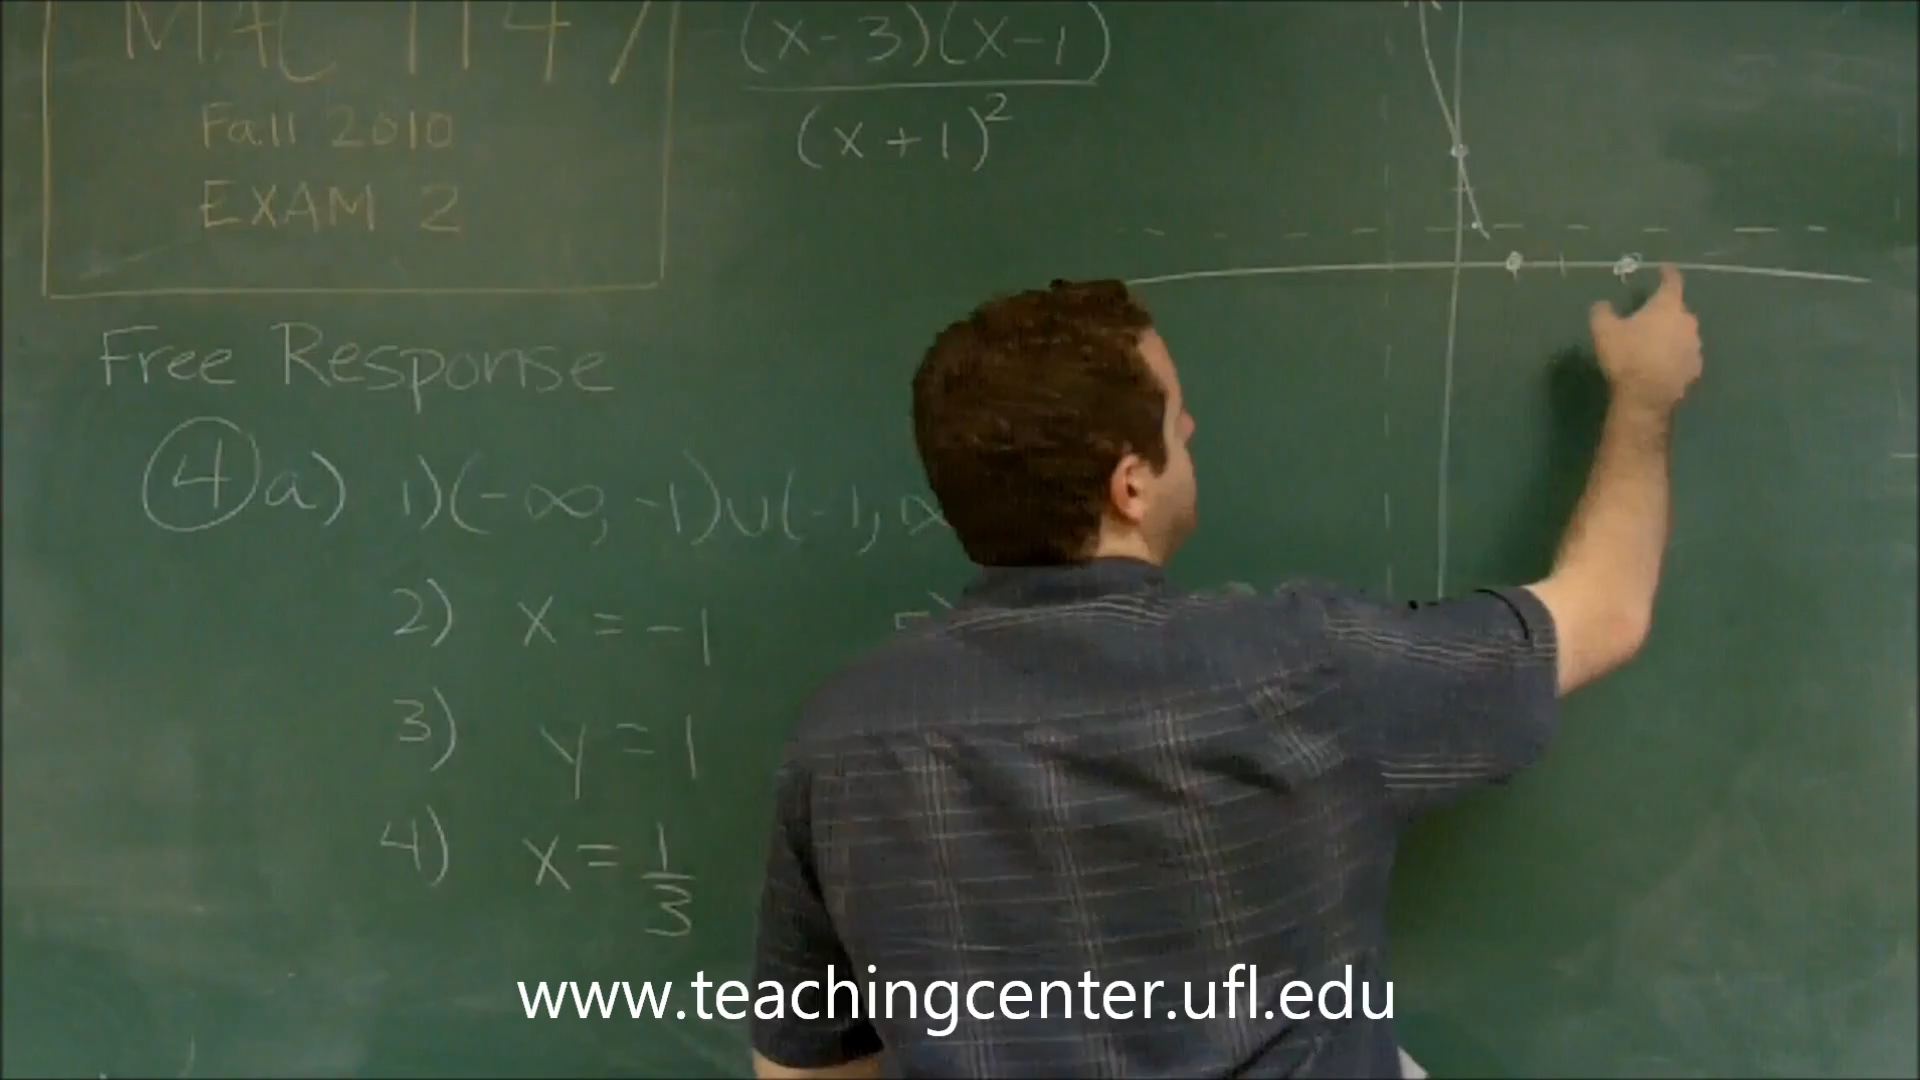 MAC 1147
Fall 2010
EXAM 2
(x-3)(x-1)
(x+1)²
Free Response
4 a) 1) (-∞, -1)∪(-1, ∞
2) x = -1
3) y = 1
4) x = 1/3
www.teachingcenter.ufl.edu